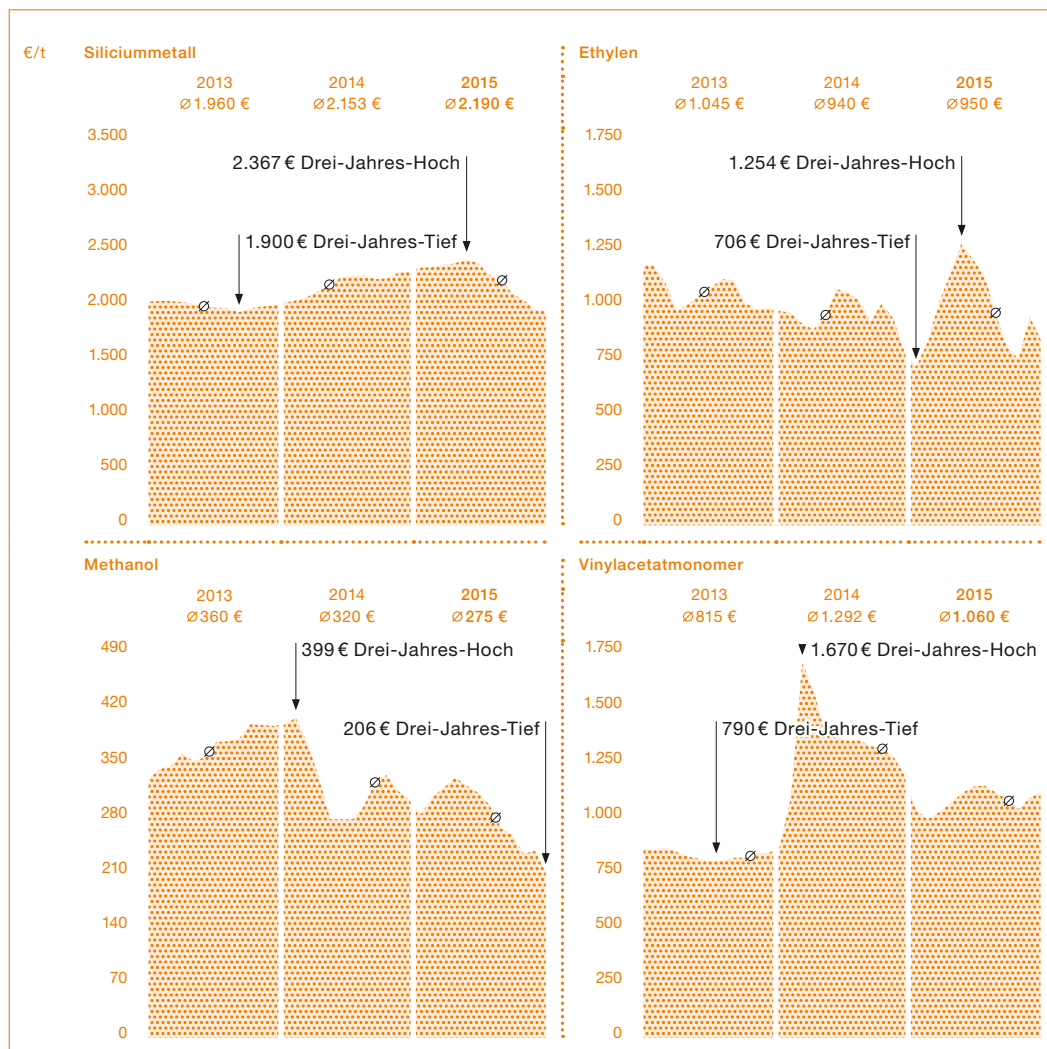 €/t
Siliciummetall
2013 2014 2015
⌀ 1.960 € ⌀ 2.153 € ⌀ 2.190 €
3.500
2.367 € Drei-Jahres-Hoch
3.000
2.500
1.900 € Drei-Jahres-Tief
2.000
1.500
1.000
500
0
Ethylen
2013 2014 2015
⌀ 1.045 € ⌀ 940 € ⌀ 950 €
1.750
1.254 € Drei-Jahres-Hoch
1.500
1.250
706 € Drei-Jahres-Tief
1.000
750
500
250
0
Methanol
2013 2014 2015
⌀ 360 € ⌀ 320 € ⌀ 275 €
490
399 € Drei-Jahres-Hoch
420
206 € Drei-Jahres-Tief
350
280
210
140
70
0
Vinylacetatmonomer
2013 2014 2015
⌀ 815 € ⌀ 1.292 € ⌀ 1.060 €
1.750
1.670 € Drei-Jahres-Hoch
1.500
790 € Drei-Jahres-Tief
1.250
1.000
750
500
250
0